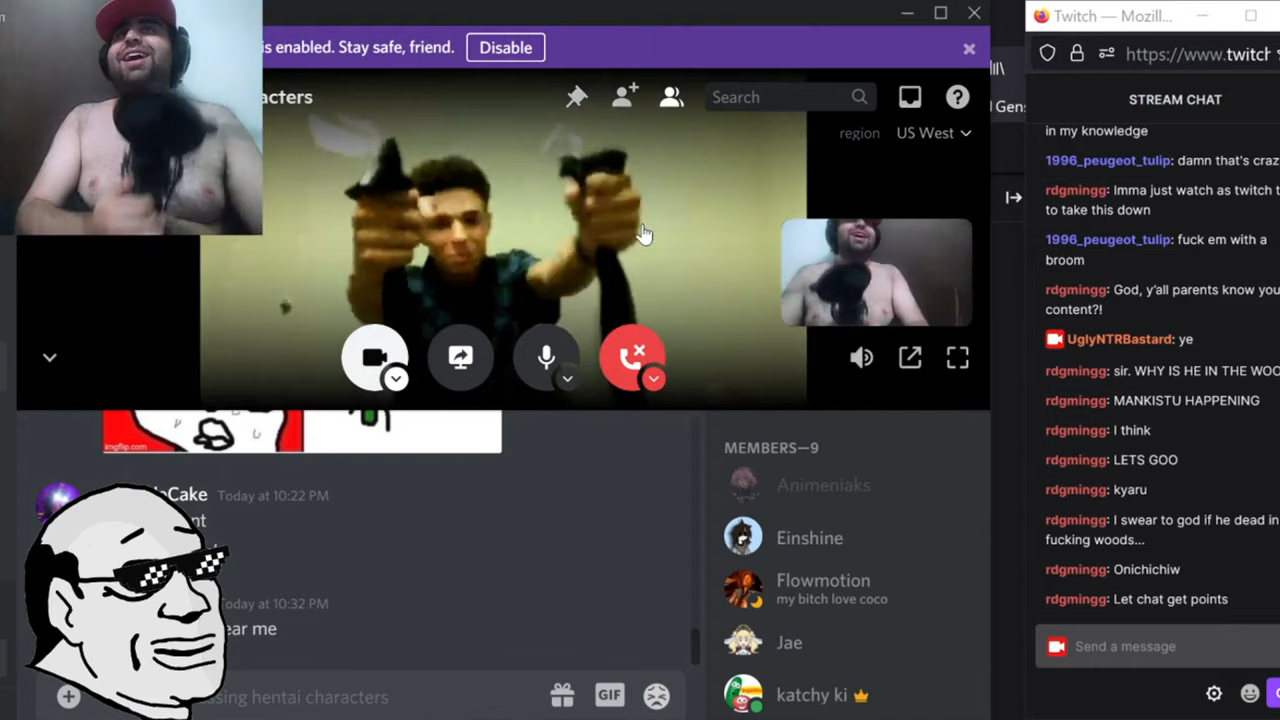 is enabled. Stay safe, friend.
Disable
acters
Search
region
US West
imgflip.com
Cake
Today at 10:22 PM
nt
Today at 10:32 PM
ear me
sing hentai characters
GIF
MEMBERS—9
Animeniaks
Einshine
Flowmotion
my bitch love coco
Jae
katchy ki
Twitch — Mozill...
https://www.twitch
Gens
STREAM CHAT
in my knowledge
1996_peugeot_tulip: damn that's craz
rdgmingg: Imma just watch as twitch t
to take this down
1996_peugeot_tulip: fuck em with a
broom
rdgmingg: God, y'all parents know you
content?!
UglyNTRBastard: ye
rdgmingg: sir. WHY IS HE IN THE WOO
rdgmingg: MANKISTU HAPPENING
rdgmingg: I think
rdgmingg: LETS GOO
rdgmingg: kyaru
rdgmingg: I swear to god if he dead in
fucking woods...
rdgmingg: Onichichiw
rdgmingg: Let chat get points
Send a message